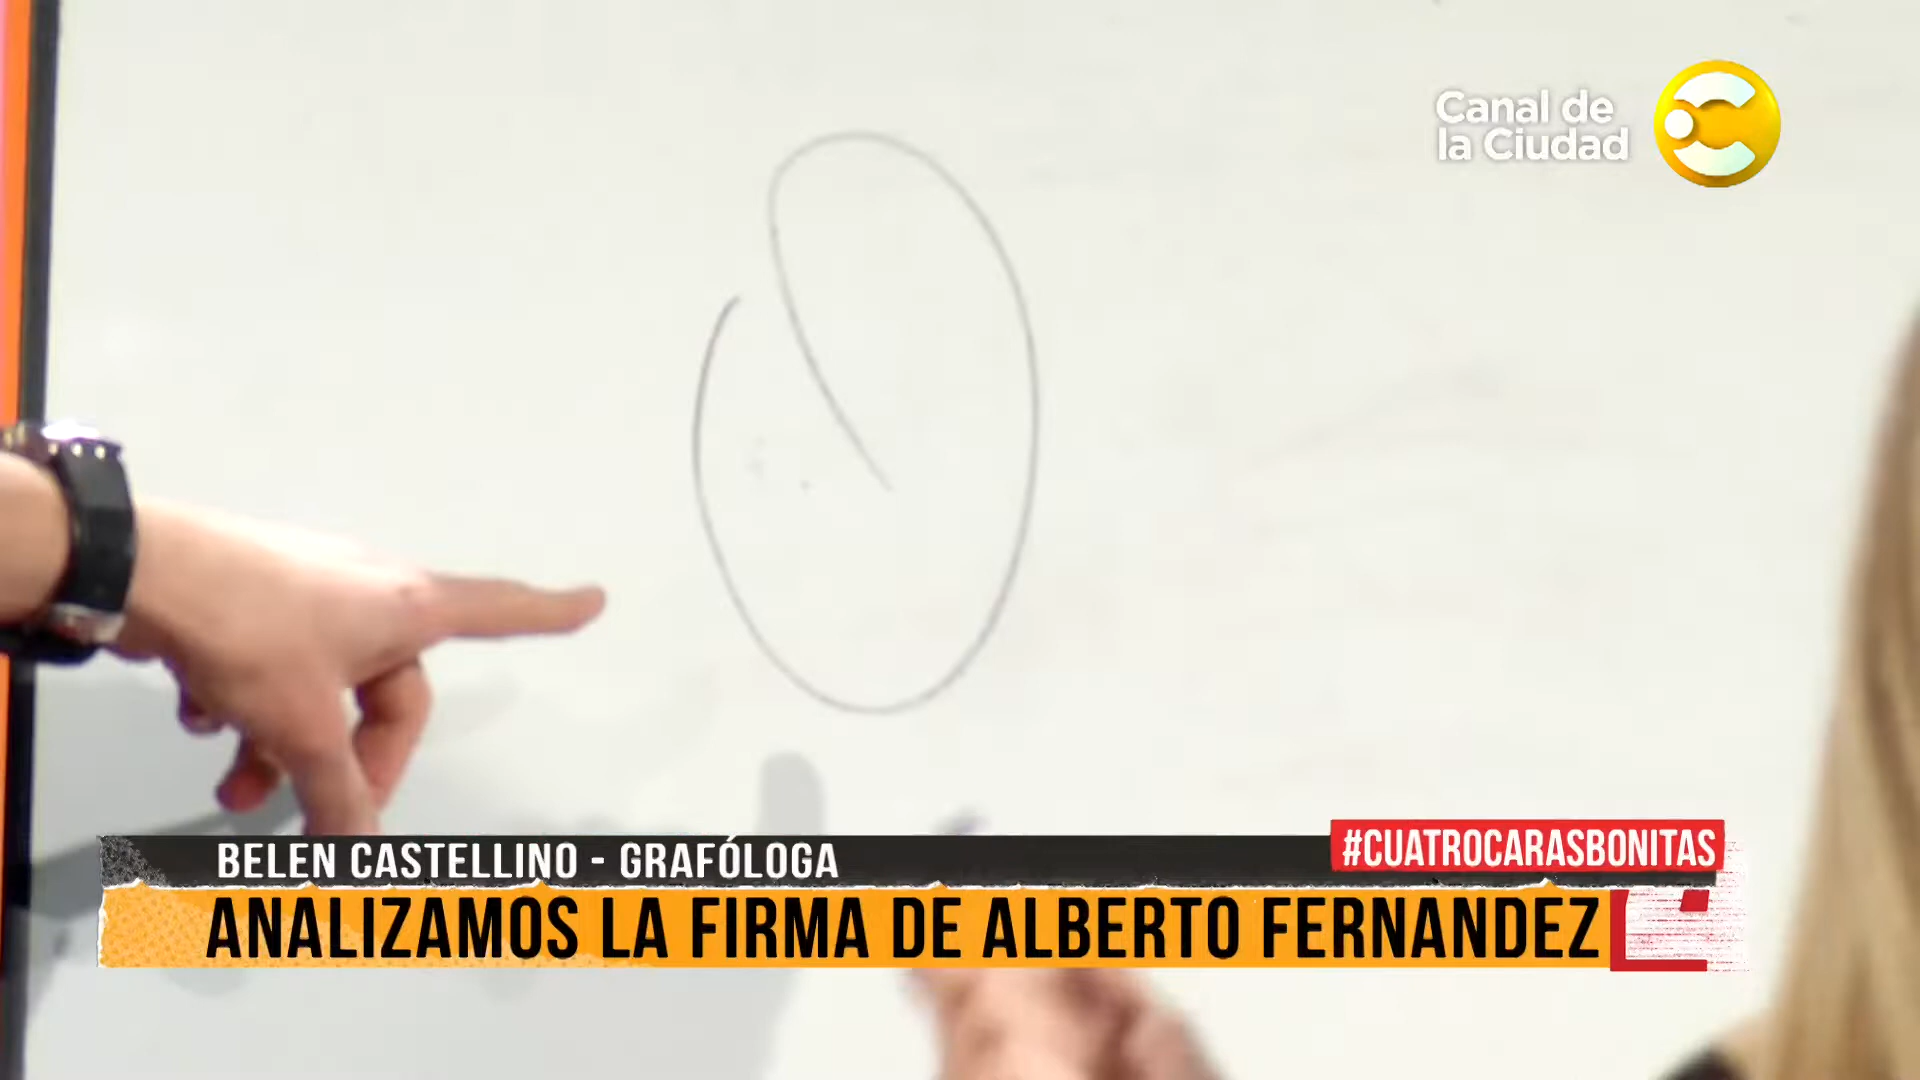 Canal de
la Ciudad
#CUATROCARASBONITAS
BELEN CASTELLINO - GRAFÓLOGA
ANALIZAMOS LA FIRMA DE ALBERTO FERNANDEZ